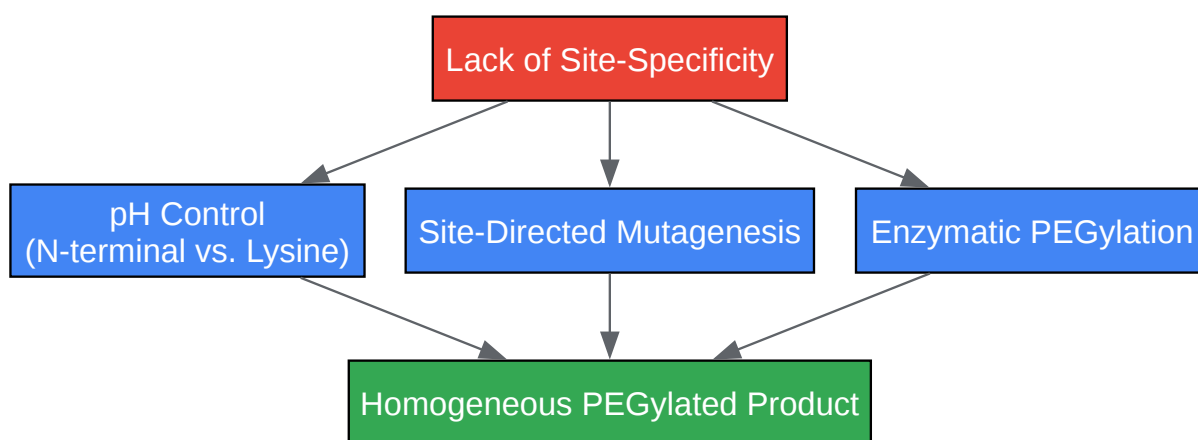 Lack of Site-Specificity
pH Control
(N-terminal vs. Lysine)
Site-Directed Mutagenesis
Enzymatic PEGylation
Homogeneous PEGylated Product